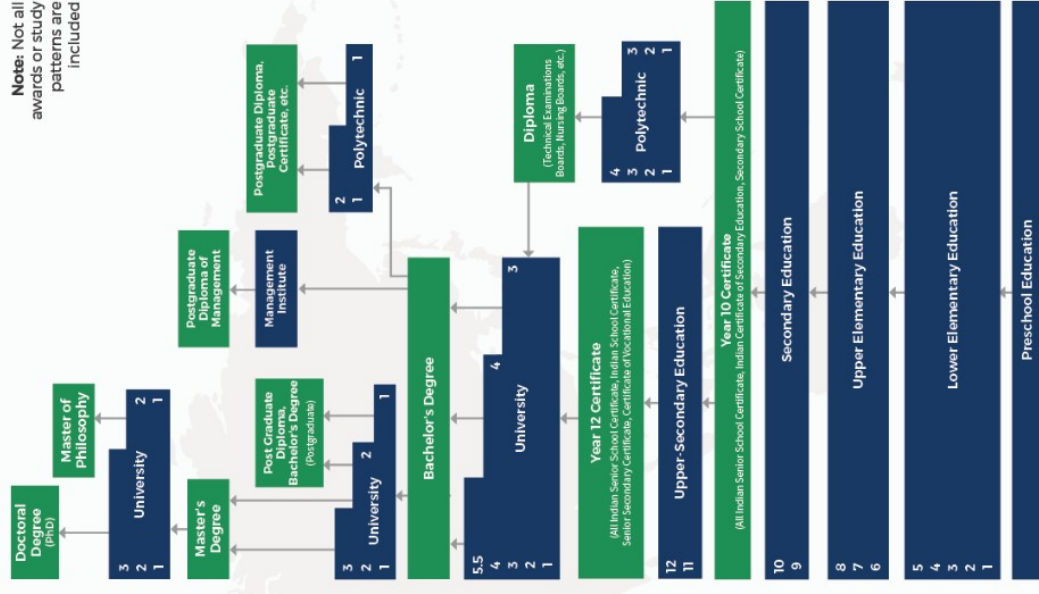 Note: Not all
awards or study
patterns are
included
Doctoral
Degree
(PhD)
Master of
Philosophy
3
2
1
University
2
1
Master's
Degree
Post Graduate
Diploma,
Bachelor's Degree
(Postgraduate)
Postgraduate
Diploma of
Management
Postgraduate Diploma,
Postgraduate
Certificate, etc.
3
2
1
University
2
1
Management
Institute
2
1
Polytechnic
1
Bachelor's Degree
5.5
4
3
2
1
University
4
3
Diploma
(Technical Examinations
Boards, Nursing Boards, etc.)
4
3
2
1
Polytechnic
3
2
1
Year 12 Certificate
(All Indian Senior School Certificate, Indian School Certificate,
Senior Secondary Certificate, Certificate of Vocational Education)
12
11
Upper-Secondary Education
Year 10 Certificate
(All Indian Senior School Certificate, Indian Certificate of Secondary Education, Secondary School Certificate)
10
9
Secondary Education
8
7
6
Upper Elementary Education
5
4
3
2
1
Lower Elementary Education
Preschool Education